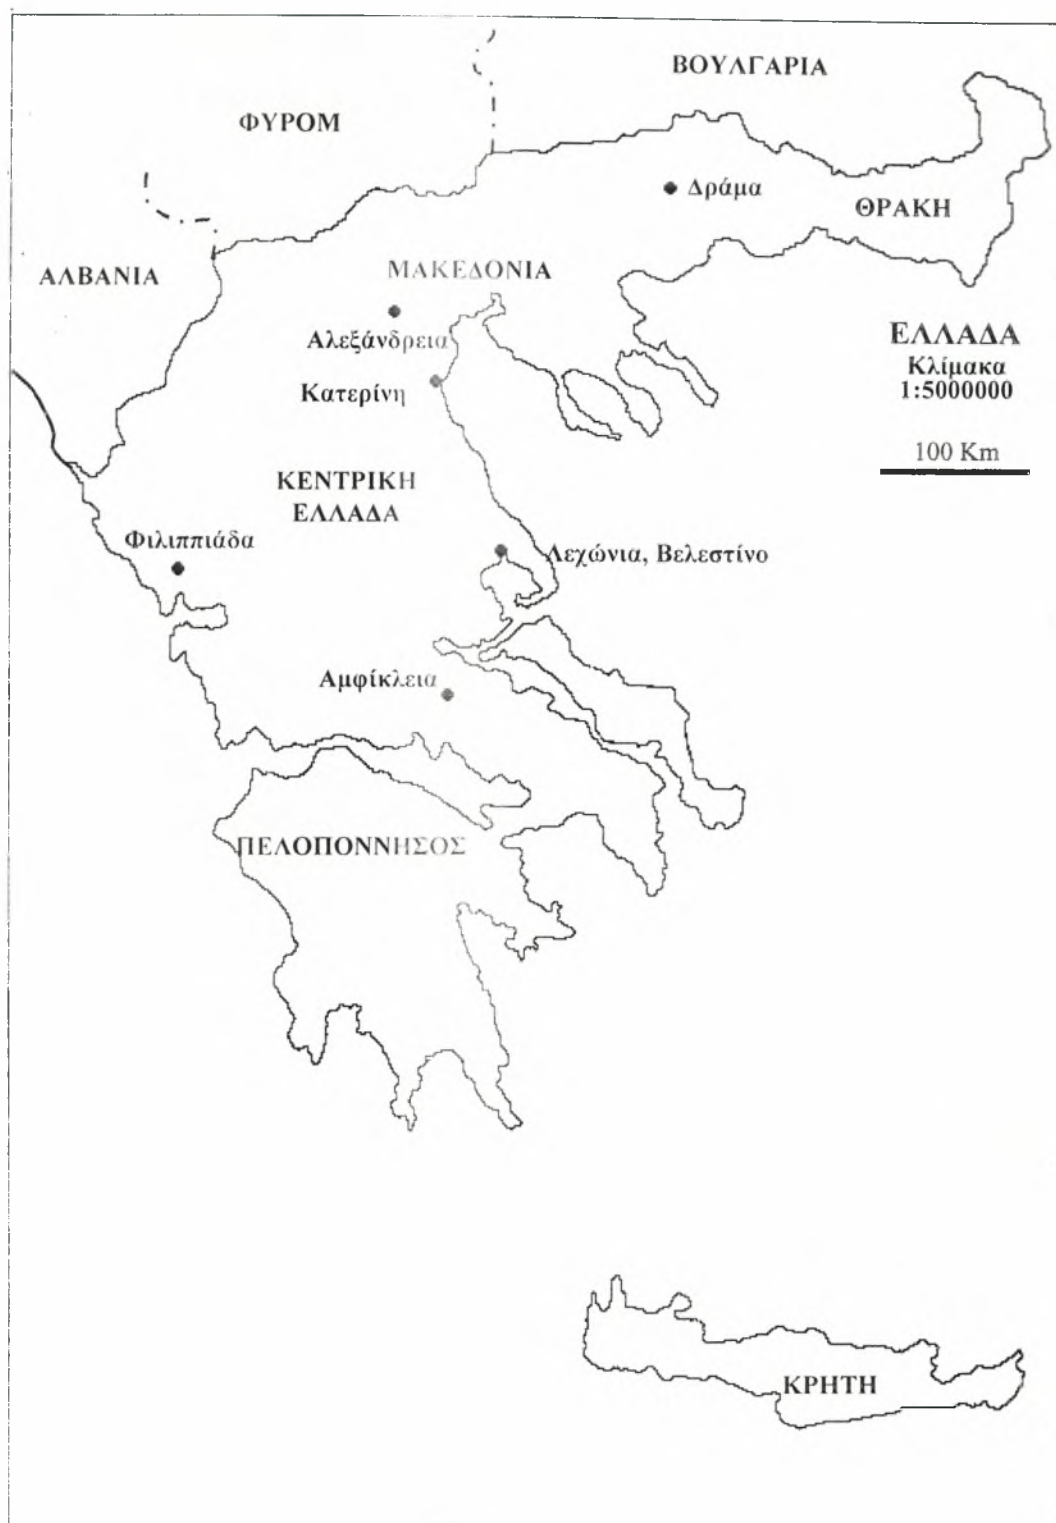 ΒΟΥΛΓΑΡΙΑ
ΦΥΡΟΜ
Δράμα
ΘΡΑΚΗ
ΑΛΒΑΝΙΑ
ΜΑΚΕΔΟΝΙΑ
Αλεξάνδρεια
Κατερίνη
ΕΛΛΑΔΑ
Κλίμακα
1:5000000
100 Km
ΚΕΝΤΡΙΚΗ
ΕΛΛΑΔΑ
Φιλιππιάδα
Λεχώνια, Βελεστίνο
Αμφίκλεια
ΠΕΛΟΠΟΝΝΗΣΟΣ
ΚΡΗΤΗ